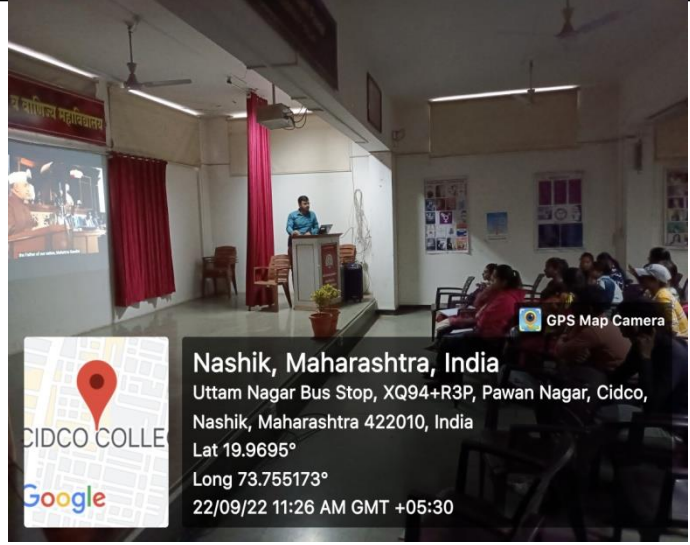 वाणिज्य महाविद्यालय
GPS Map Camera
CIDCO COLLE
Google
Nashik, Maharashtra, India
Uttam Nagar Bus Stop, XQ94+R3P, Pawan Nagar, Cidco,
Nashik, Maharashtra 422010, India
Lat 19.9695°
Long 73.755173°
22/09/22 11:26 AM GMT +05:30